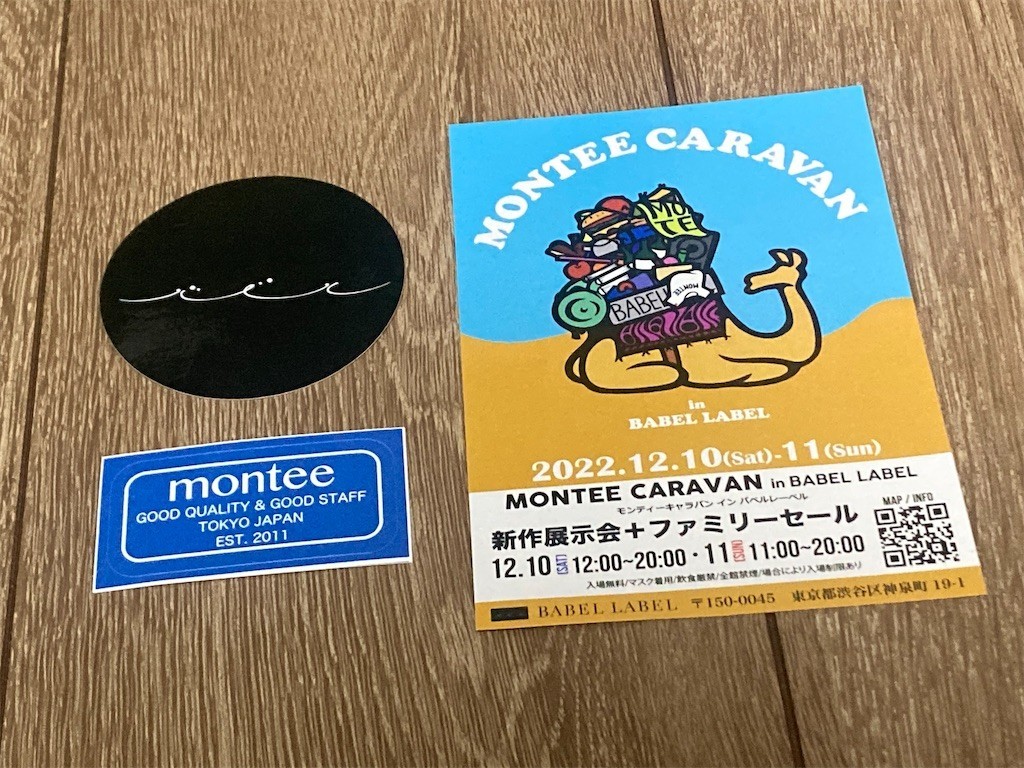 montee
GOOD QUALITY & GOOD STAFF
TOKYO JAPAN
EST. 2011
MONTEE CARAVAN
MO
TE
BABEL
MONTEE
in
BABEL LABEL
2022.12.10(Sat)-11(Sun)
MONTEE CARAVAN in BABEL LABEL
モンティーキャラバン イン バベルレーベル
新作展示会+ファミリーセール
12.10 [SAT] 12:00~20:00・11 [SUN] 11:00~20:00
入場無料/マスク着用/飲食厳禁/全館禁煙/場合により入場制限あり
MAP / INFO
BABEL LABEL 〒150-0045 東京都渋谷区神泉町 19-1